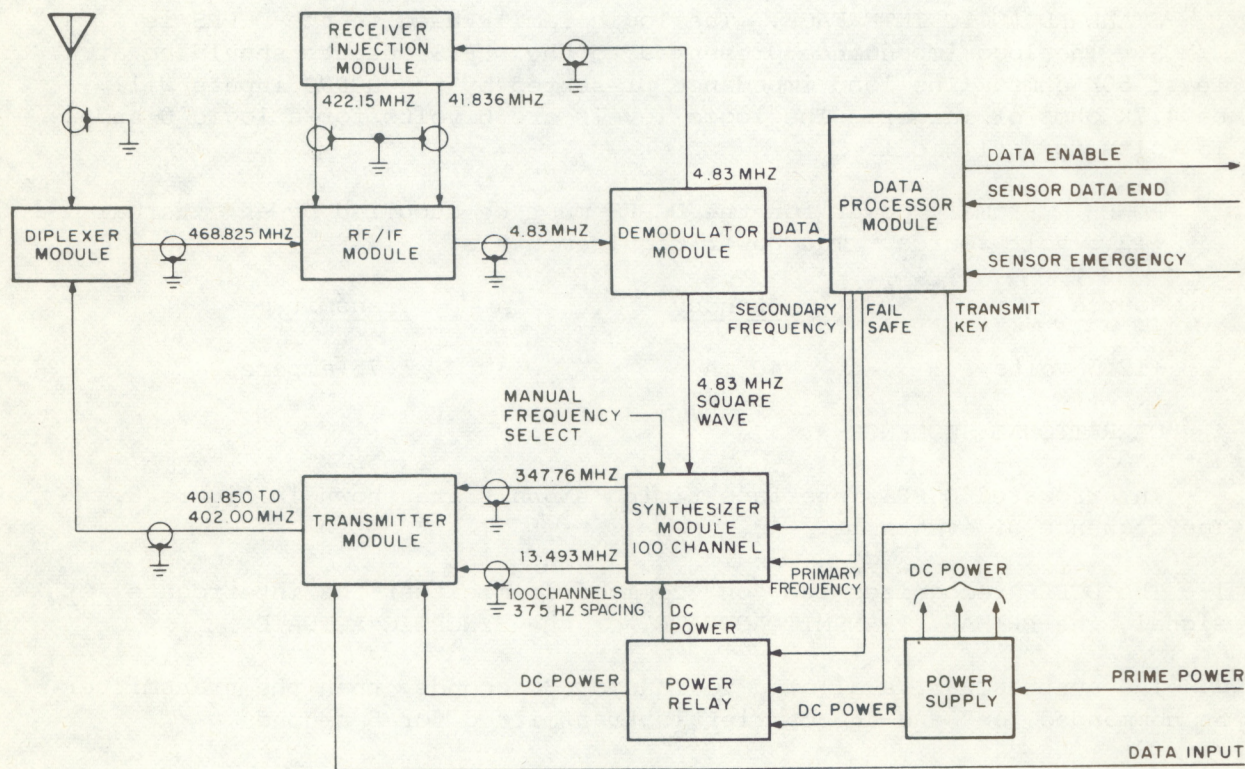 RECEIVER
INJECTION
MODULE
422.15 MHZ
41.836 MHZ
4.83 MHZ
DATA
PROCESSOR
MODULE
DATA ENABLE
SENSOR DATA END
SENSOR EMERGENCY
DIPLEXER
MODULE
468.825 MHZ
RF/IF
MODULE
4.83 MHZ
DEMODULATOR
MODULE
DATA
SECONDARY
FREQUENCY
FAIL
SAFE
TRANSMIT
KEY
4.83 MHZ
SQUARE
WAVE
MANUAL
FREQUENCY
SELECT
347.76 MHZ
401.850 TO
402.00 MHZ
TRANSMITTER
MODULE
SYNTHESIZER
MODULE
100 CHANNEL
13.493 MHZ
100 CHANNELS
375 HZ SPACING
PRIMARY
FREQUENCY
DC POWER
DC
POWER
DC POWER
POWER
RELAY
DC POWER
POWER
SUPPLY
PRIME POWER
DATA INPUT